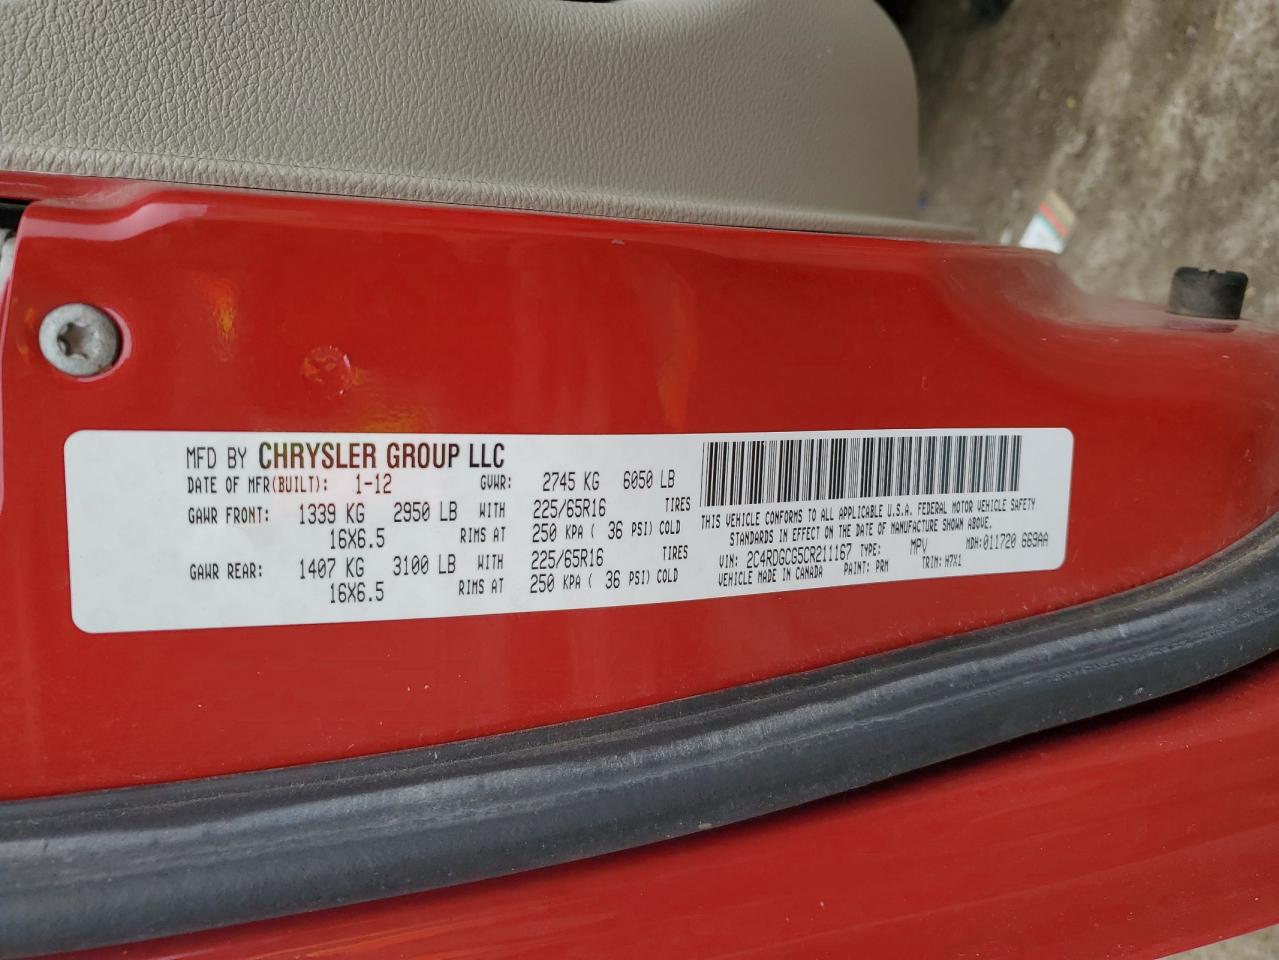 MFD BY CHRYSLER GROUP LLC
DATE OF MFR(BUILT): 1-12 GVWR: 2745 KG 6050 LB
GAWR FRONT: 1339 KG 2950 LB WITH 225/65R16 TIRES
16X6.5 RIMS AT 250 KPA ( 36 PSI) COLD
GAWR REAR: 1407 KG 3100 LB WITH 225/65R16 TIRES
16X6.5 RIMS AT 250 KPA ( 36 PSI) COLD
THIS VEHICLE CONFORMS TO ALL APPLICABLE U.S.A. FEDERAL MOTOR VEHICLE SAFETY
STANDARDS IN EFFECT ON THE DATE OF MANUFACTURE SHOWN ABOVE.
VIN: 2C4RDGCG5CR211167 TYPE: MPV MDH:011720 669AA
VEHICLE MADE IN CANADA PAINT: PRM TRIM: H7X1